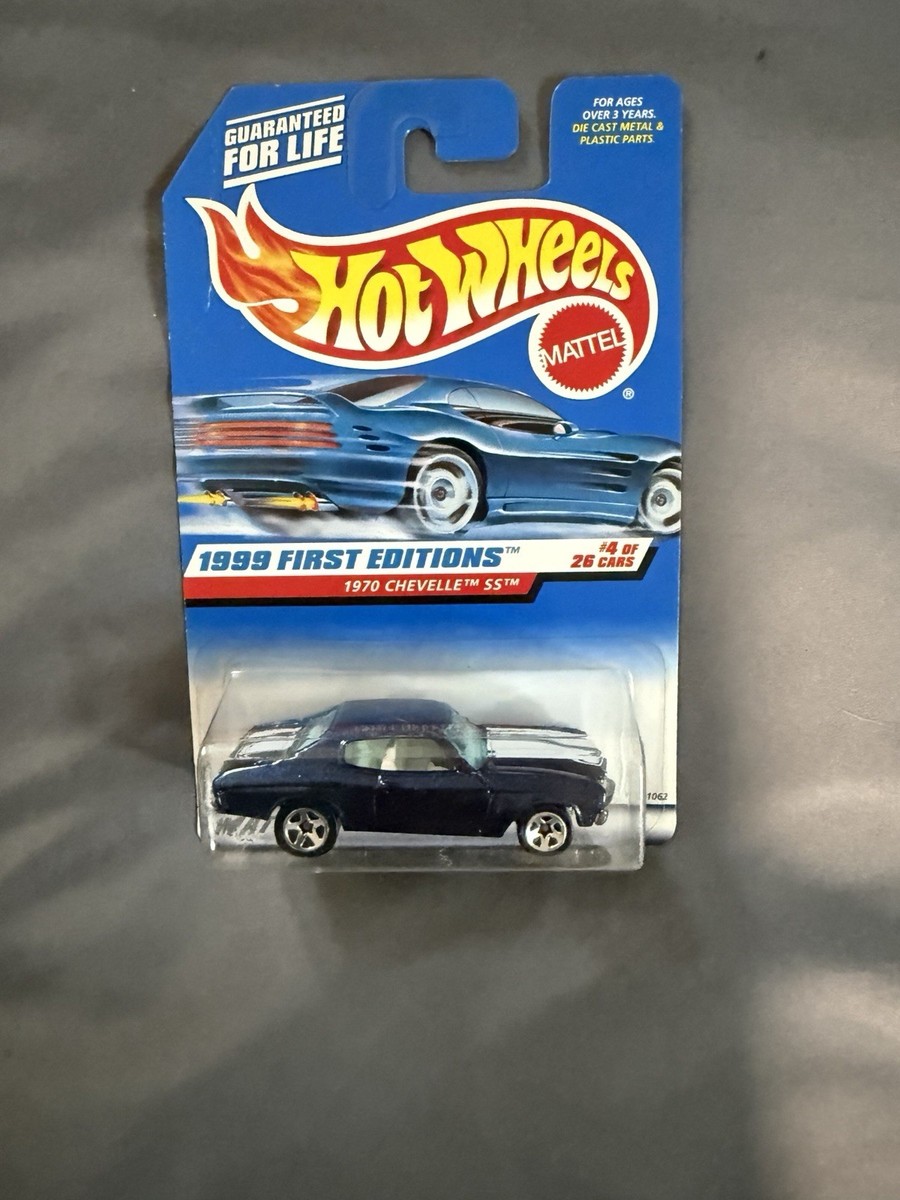 GUARANTEED
FOR LIFE
FOR AGES
OVER 3 YEARS.
DIE CAST METAL &
PLASTIC PARTS.
HOT WHEELS
MATTEL
®
1999 FIRST EDITIONS™
#4 OF
26 CARS
1970 CHEVELLE™ SS™
1062